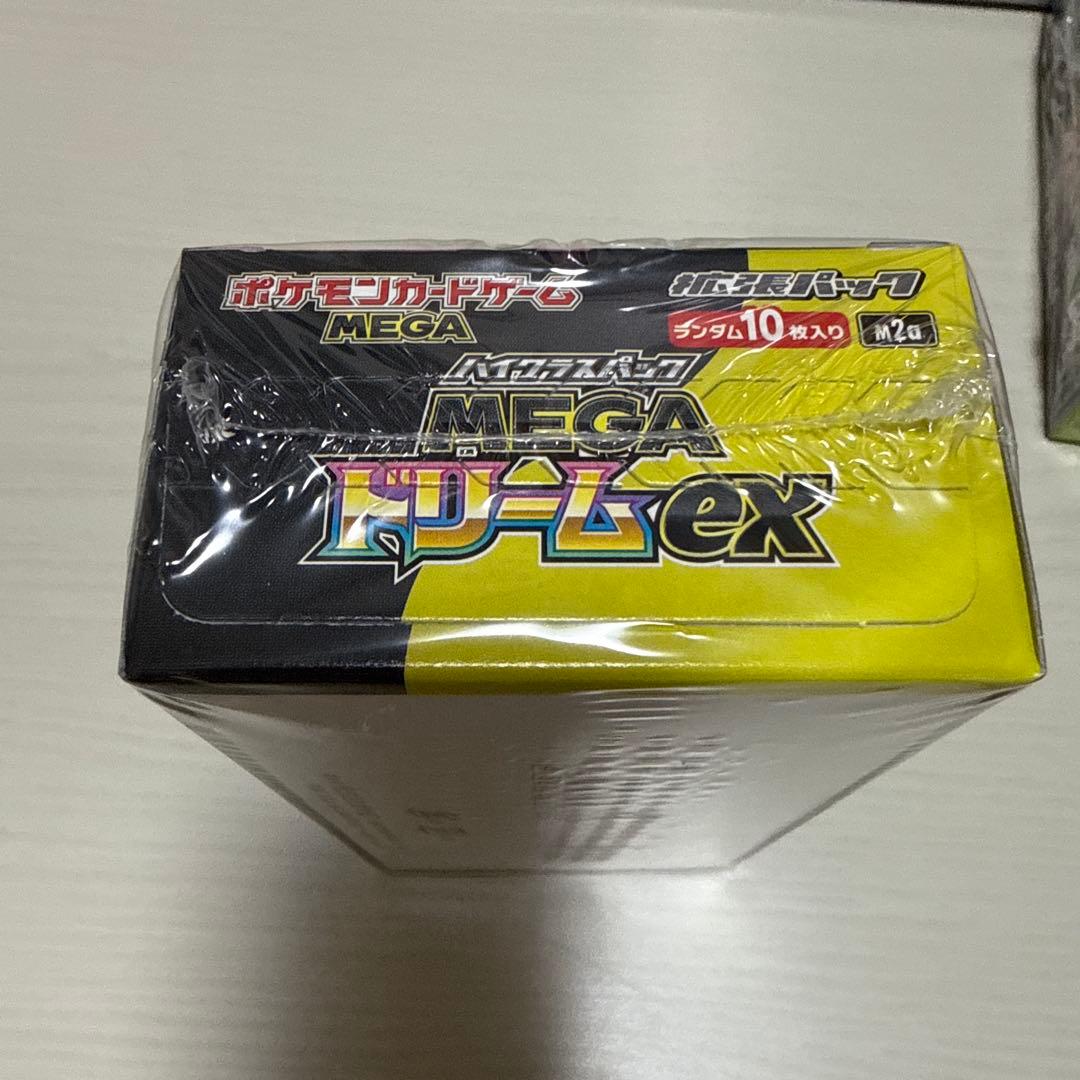 ポケモンカードゲーム
MEGA
拡張パック
ランダム10枚入り M2a
ハイクラスパック
MEGA
ドリームex